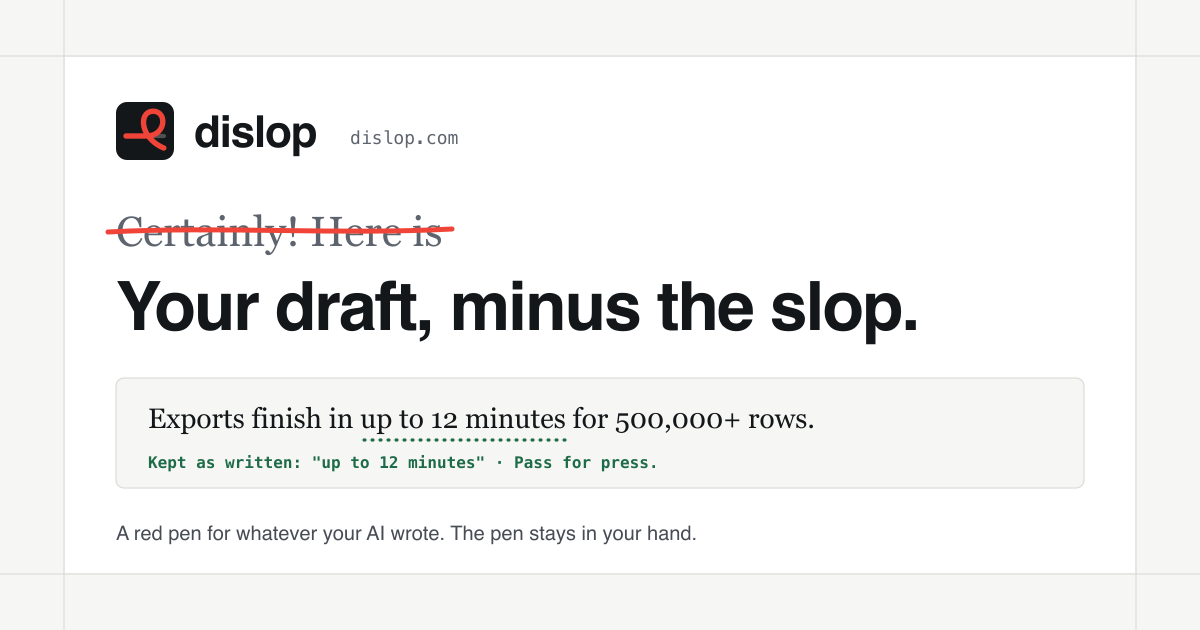 dislop dislop.com
Certainly! Here is
Your draft, minus the slop.
Exports finish in up to 12 minutes for 500,000+ rows.
Kept as written: "up to 12 minutes" · Pass for press.
A red pen for whatever your AI wrote. The pen stays in your hand.